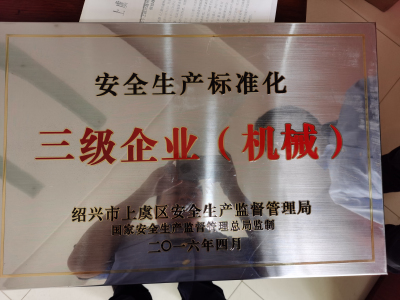 安全生产标准化
三级企业（机械）
绍兴市上虞区安全生产监督管理局
国家安全生产监督管理总局监制
二〇一六年四月